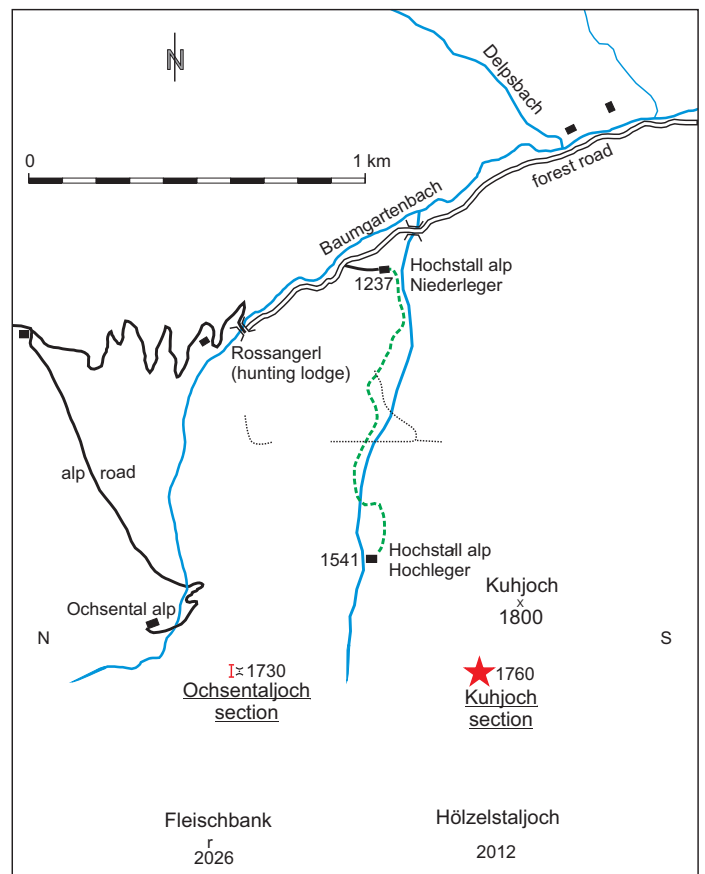 N
Delpsbach
0
1 km
forest road
Baumgartenbach
Hochstall alp
Niederleger
1237
Rossangerl
(hunting lodge)
alp road
1541
Hochstall alp
Hochleger
Kuhjoch
x
1800
Ochsental alp
N
S
1730
Ochsentaljoch
section
1760
Kuhjoch
section
Fleischbank
r
2026
Hölzelstaljoch
2012